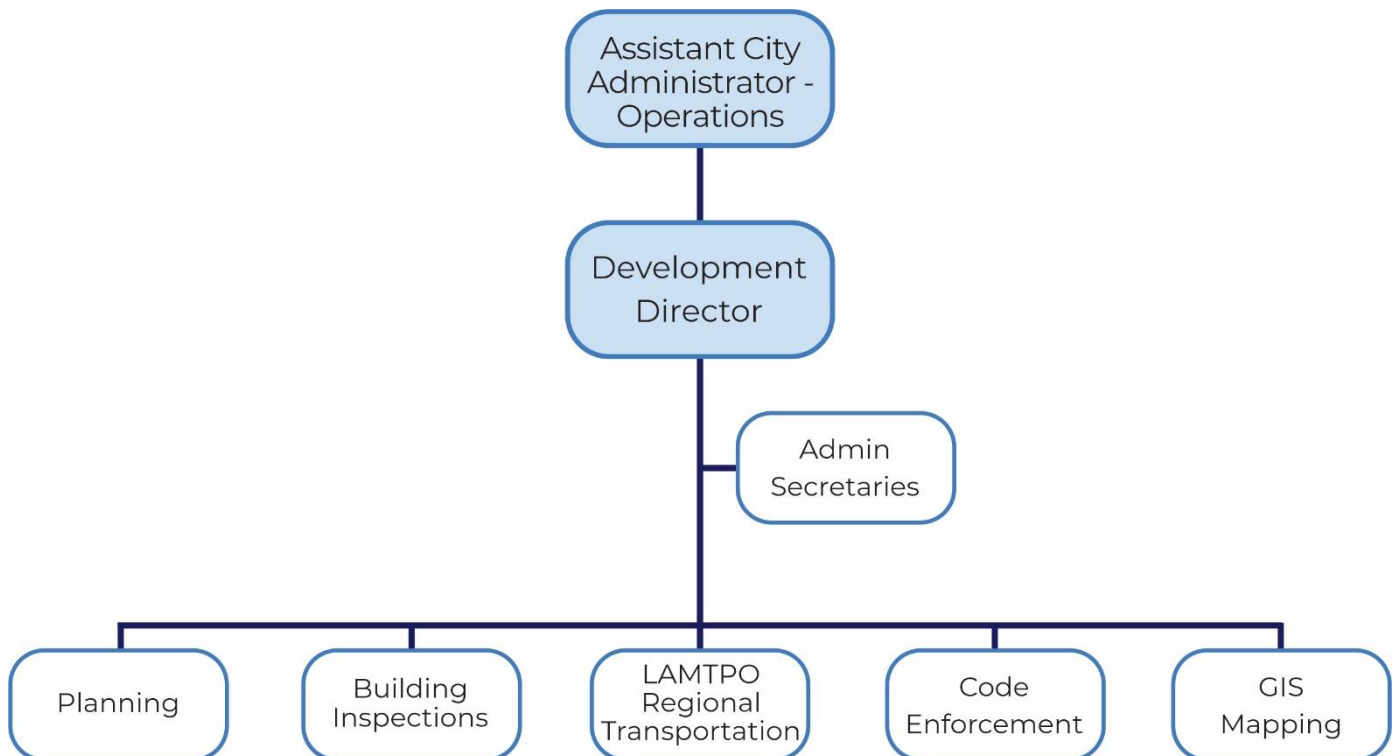 Assistant City
Administrator -
Operations
Development
Director
Admin
Secretaries
Planning
Building
Inspections
LAMTPO
Regional
Transportation
Code
Enforcement
GIS
Mapping